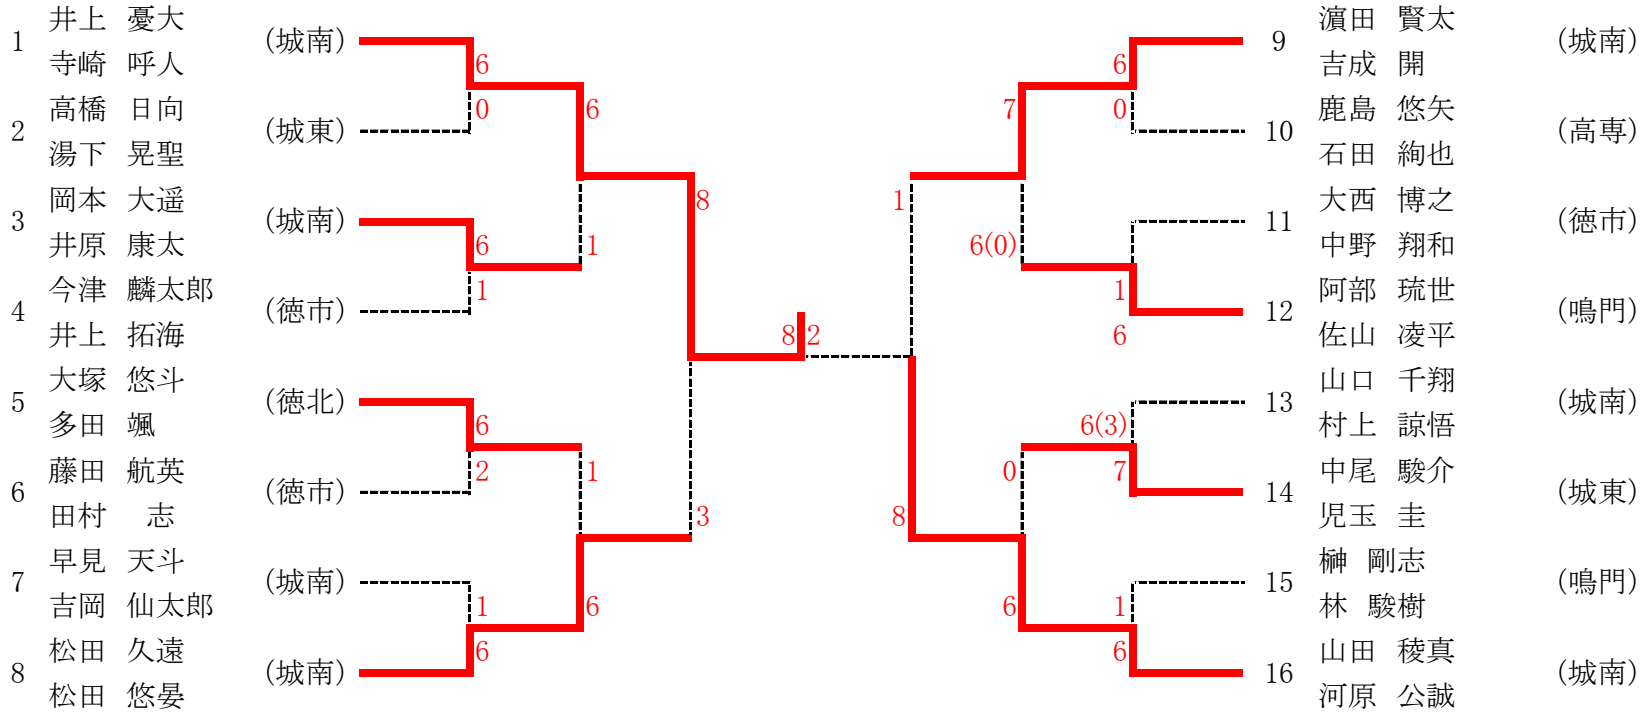 井上 憂大
1 (城南)
寺崎 呼人
6
高橋 日向
0
2 (城東)
6
湯下 晃聖
岡本 大遥
3 (城南)
8
井原 康太
6
1
今津 麟太郎
1
4 (徳市)
井上 拓海
8 2
大塚 悠斗
5 (徳北)
多田 颯
6
藤田 航英
2
1
6 (徳市)
田村 志
3
早見 天斗
7 (城南)
吉岡 仙太郎
1
6
松田 久遠
6
8 (城南)
松田 悠晏
濵田 賢太
9 (城南)
吉成 開
6
鹿島 悠矢
7
0
10 (高専)
石田 絢也
大西 博之
1
11 (徳市)
中野 翔和
6(0)
阿部 琉世
1
12 (鳴門)
佐山 凌平
6
山口 千翔
13 (城南)
村上 諒悟
6(3)
中尾 駿介
0
7
14 (城東)
児玉 圭
8
榊 剛志
15 (鳴門)
林 駿樹
6
1
山田 稜真
6
16 (城南)
河原 公誠